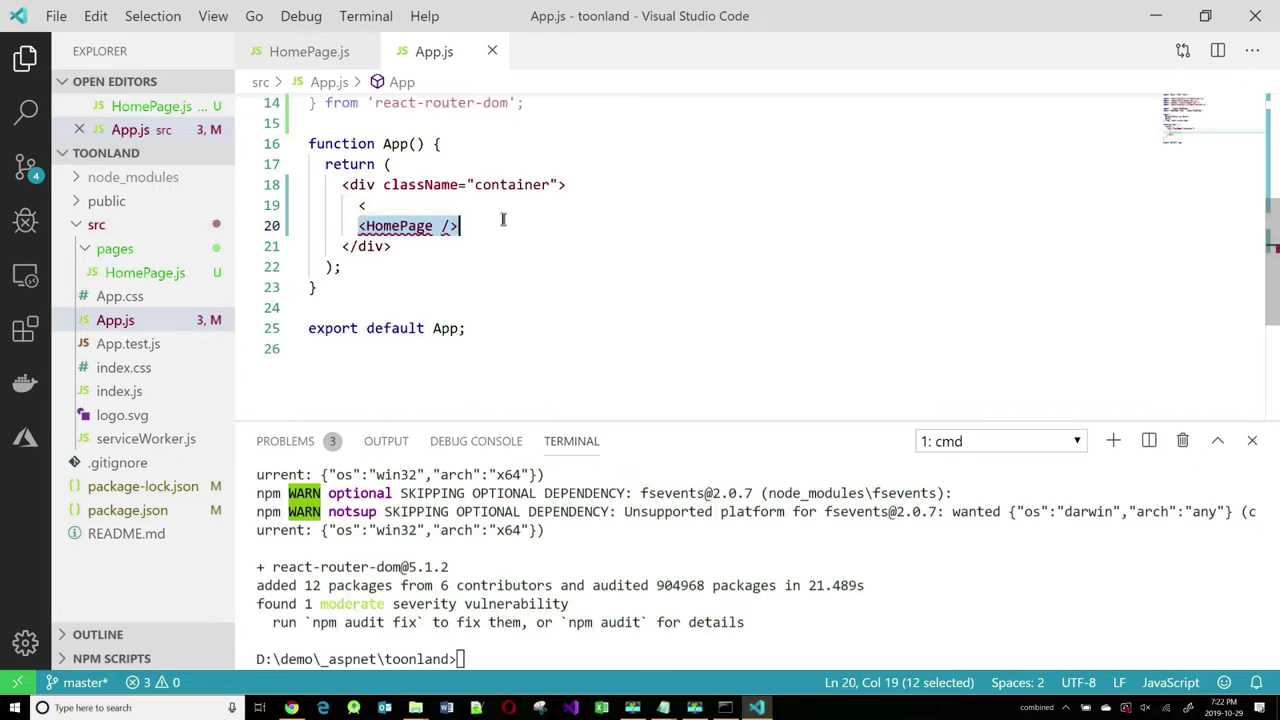 File Edit Selection View Go Debug Terminal Help App.js - toonland - Visual Studio Code
EXPLORER
OPEN EDITORS
HomePage.js ... U
App.js src 3, M
TOONLAND
node_modules
public
src
pages
HomePage.js U
App.css
App.js 3, M
App.test.js
index.css
index.js
logo.svg
serviceWorker.js
.gitignore
package-lock.json M
package.json M
README.md
OUTLINE
NPM SCRIPTS
HomePage.js App.js
src > App.js > App
14 } from 'react-router-dom';
15
16 function App() {
17 return (
18 <div className="container">
19 <
20 <HomePage />
21 </div>
22 );
23 }
24
25 export default App;
26
PROBLEMS 3 OUTPUT DEBUG CONSOLE TERMINAL 1: cmd
urrent: {"os":"win32","arch":"x64"})
npm WARN optional SKIPPING OPTIONAL DEPENDENCY: fsevents@2.0.7 (node_modules\fsevents):
npm WARN notsup SKIPPING OPTIONAL DEPENDENCY: Unsupported platform for fsevents@2.0.7: wanted {"os":"darwin","arch":"any"} (c
urrent: {"os":"win32","arch":"x64"})
+ react-router-dom@5.1.2
added 12 packages from 6 contributors and audited 904968 packages in 21.489s
found 1 moderate severity vulnerability
run `npm audit fix` to fix them, or `npm audit` for details
D:\demo\_aspnet\toonland>
4
master* 3 0 Ln 20, Col 19 (12 selected) Spaces: 2 UTF-8 LF JavaScript
Type here to search combined 7:22 PM
2019-10-29